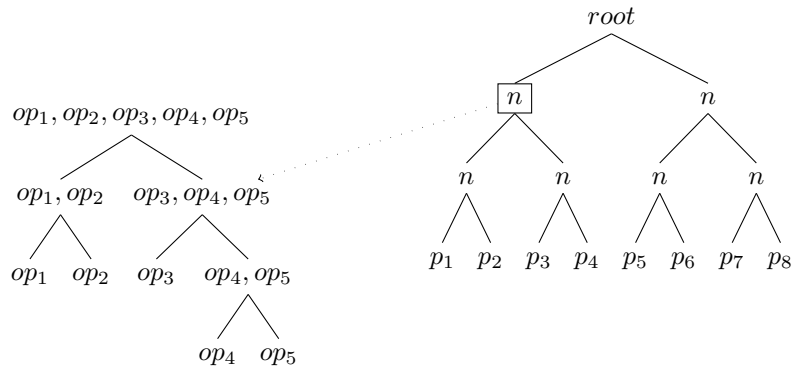 root
n n
op₁, op₂, op₃, op₄, op₅
op₁, op₂ op₃, op₄, op₅
n n n n
op₁ op₂ op₃ op₄, op₅
p₁ p₂ p₃ p₄ p₅ p₆ p₇ p₈
op₄ op₅